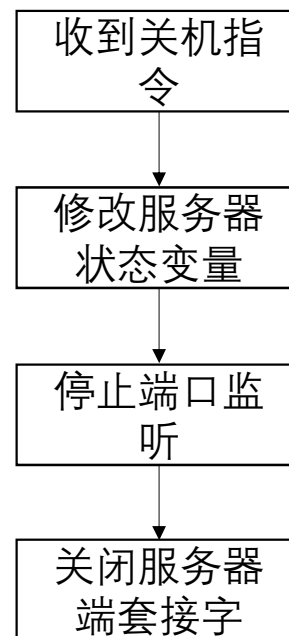 收到关机指
令
修改服务器
状态变量
停止端口监
听
关闭服务器
端套接字